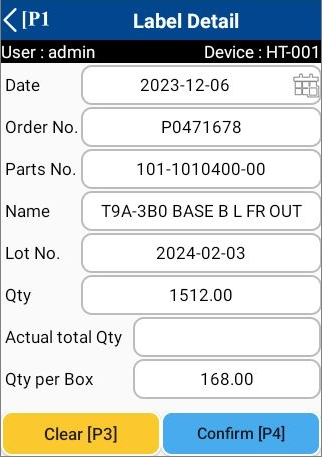 [P1 Label Detail
User : admin Device : HT-001
Date 2023-12-06
Order No. P0471678
Parts No. 101-1010400-00
Name T9A-3B0 BASE B L FR OUT
Lot No. 2024-02-03
Qty 1512.00
Actual total Qty
Qty per Box 168.00
Clear [P3] Confirm [P4]